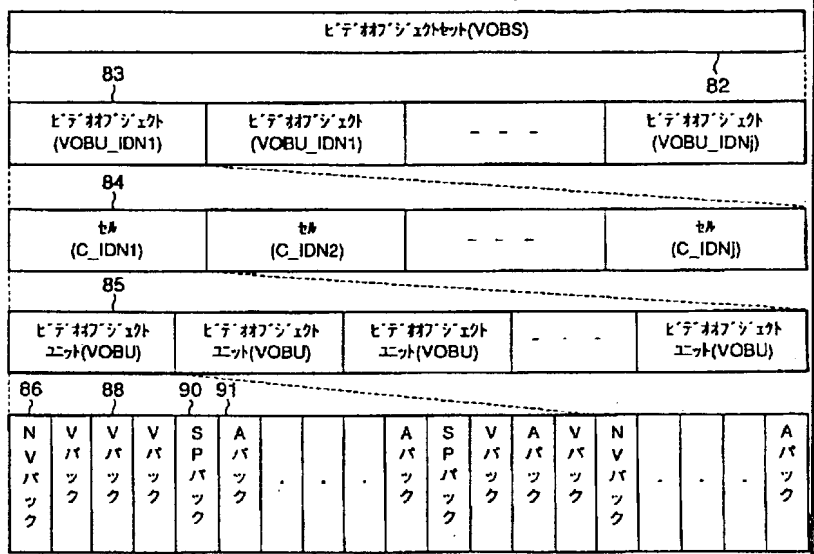 ビデオオブジェクトセット(VOBS)
83
82
ビデオオブジェクト
(VOBU_IDN1)
ビデオオブジェクト
(VOBU_IDN1)
- - -
ビデオオブジェクト
(VOBU_IDNj)
84
セル
(C_IDN1)
セル
(C_IDN2)
- - -
セル
(C_IDNj)
85
ビデオオブジェクト
ユニット(VOBU)
ビデオオブジェクト
ユニット(VOBU)
ビデオオブジェクト
ユニット(VOBU)
- - -
ビデオオブジェクト
ユニット(VOBU)
86
88
90
91
NVパック
Vパック
Vパック
Vパック
SPパック
Aパック
. . .
Aパック
SPパック
Vパック
Aパック
Vパック
NVパック
. . .
Aパック